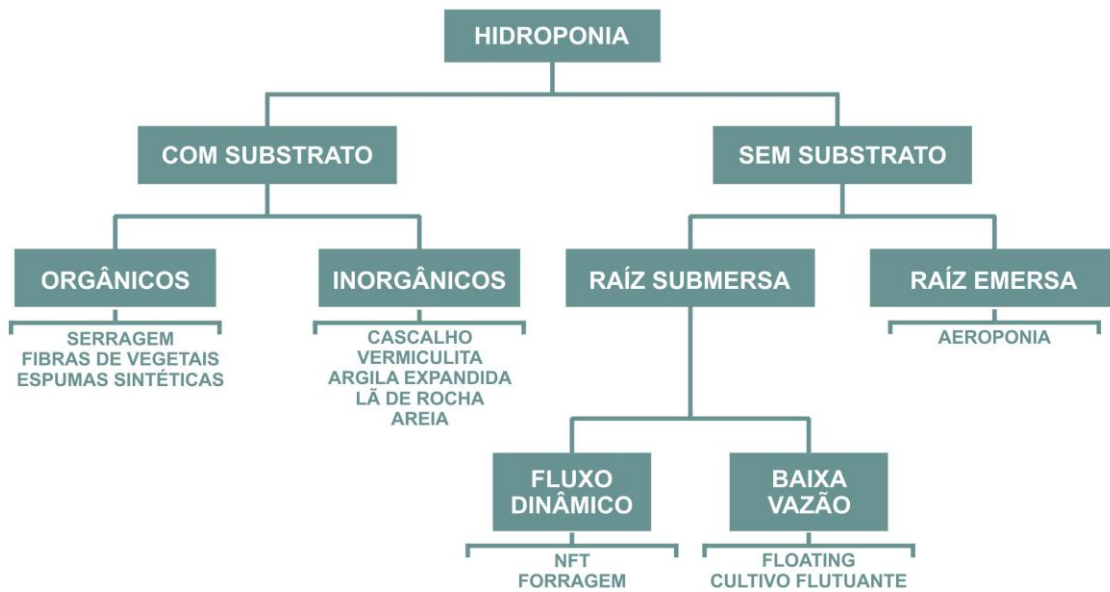 HIDROPONIA
COM SUBSTRATO
SEM SUBSTRATO
ORGÂNICOS
INORGÂNICOS
RAÍZ SUBMERSA
RAÍZ EMERSA
SERRAGEM
FIBRAS DE VEGETAIS
ESPUMAS SINTÉTICAS
CASCALHO
VERMICULITA
ARGILA EXPANDIDA
LÃ DE ROCHA
AREIA
AEROPONIA
FLUXO
DINÂMICO
BAIXA
VAZÃO
NFT
FORRAGEM
FLOATING
CULTIVO FLUTUANTE